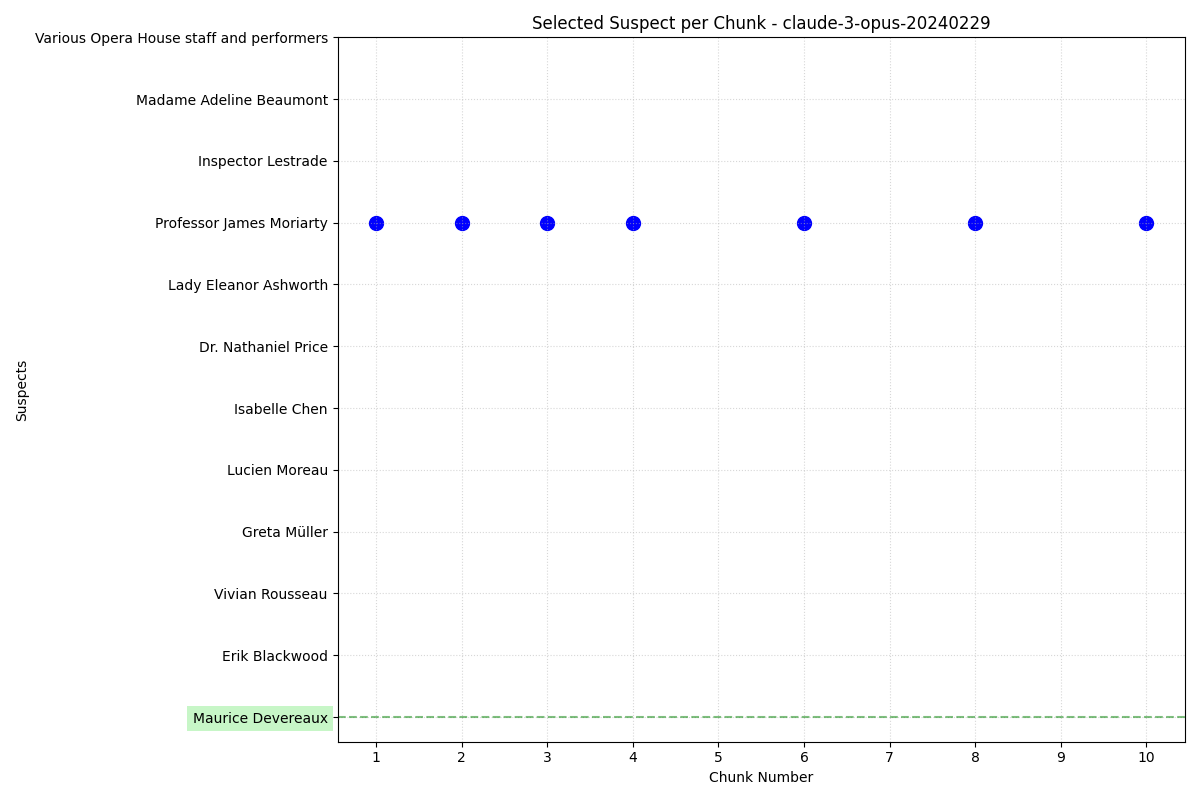 Selected Suspect per Chunk - claude-3-opus-20240229
Various Opera House staff and performers
Madame Adeline Beaumont
Inspector Lestrade
Professor James Moriarty
Lady Eleanor Ashworth
Dr. Nathaniel Price
Isabelle Chen
Lucien Moreau
Greta Müller
Vivian Rousseau
Erik Blackwood
Maurice Devereaux
Suspects
1 2 3 4 5 6 7 8 9 10
Chunk Number